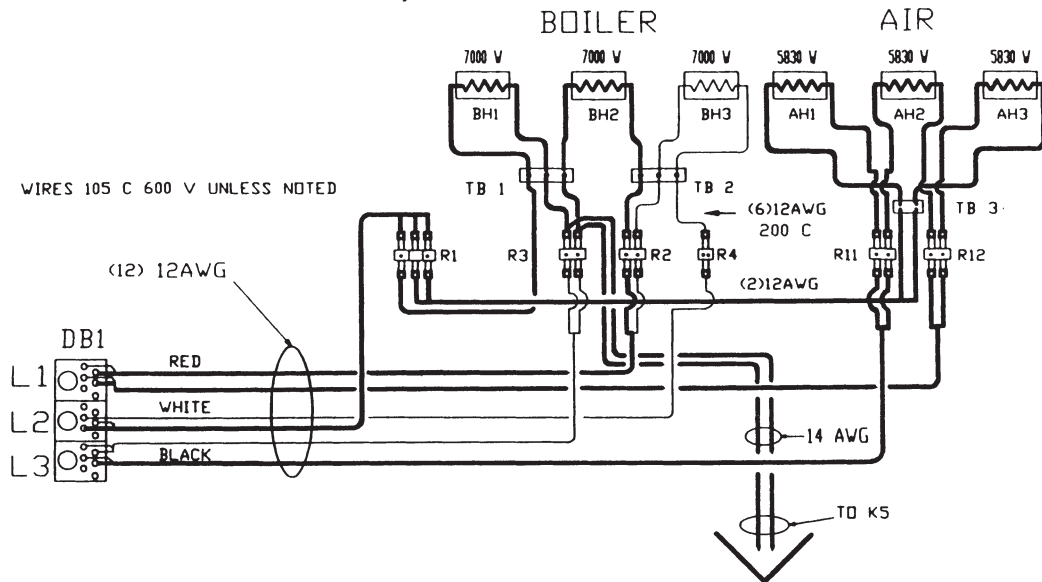 BOILER AIR
7000 W 7000 W 7000 W 5830 W 5830 W 5830 W
BH1 BH2 BH3 AH1 AH2 AH3
TB 1 TB 2 TB 3
WIRES 105 C 600 V UNLESS NOTED
(6)12AWG
200 C
R1 R3 R2 R4 R11 R12
(12) 12AWG
(2)12AWG
DB1
L1 RED
WHITE
L2
BLACK
L3
14 AWG
TO K5